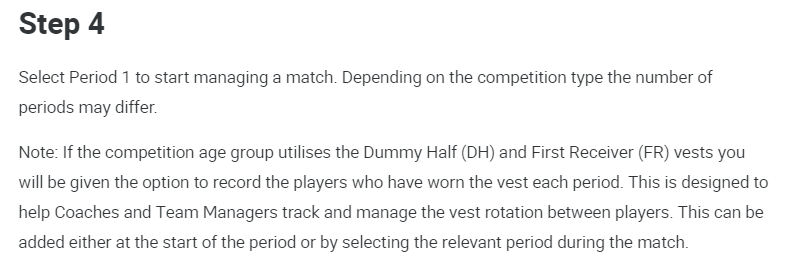 Step 4
Select Period 1 to start managing a match. Depending on the competition type the number of
periods may differ.
Note: If the competition age group utilises the Dummy Half (DH) and First Receiver (FR) vests you
will be given the option to record the players who have worn the vest each period. This is designed to
help Coaches and Team Managers track and manage the vest rotation between players. This can be
added either at the start of the period or by selecting the relevant period during the match.